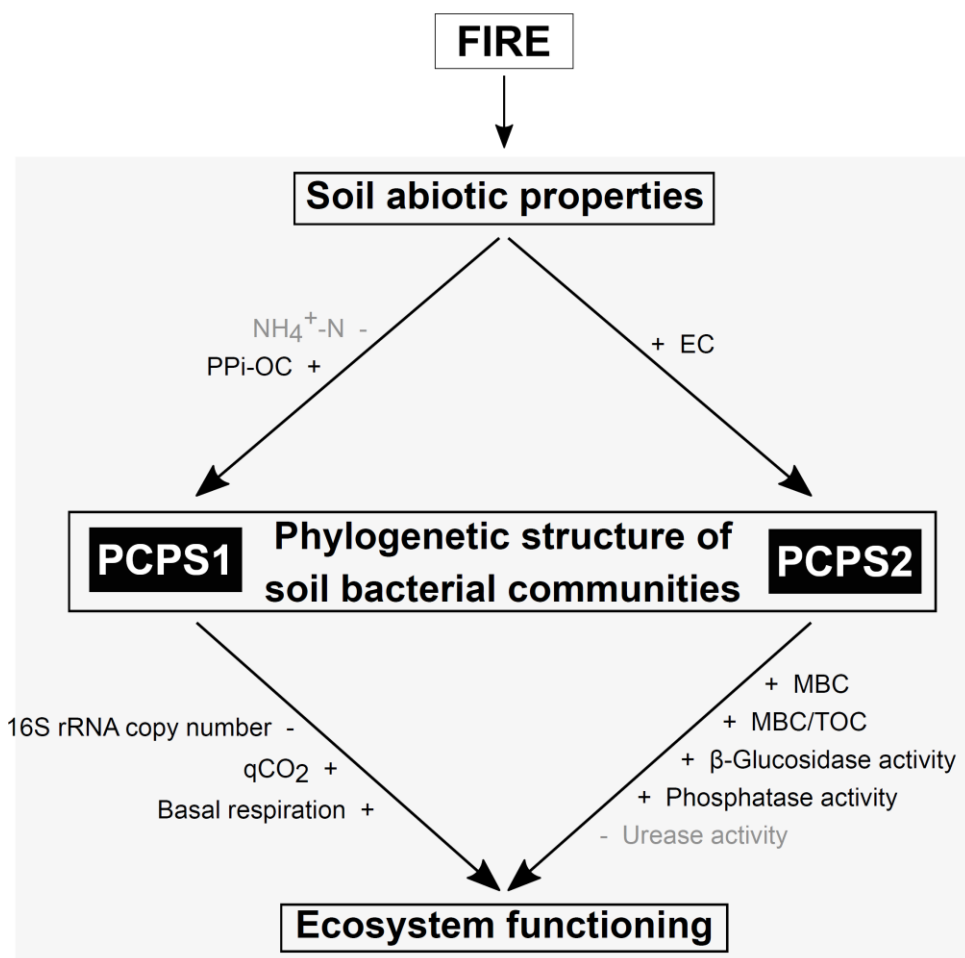 FIRE
Soil abiotic properties
NH₄⁺-N -
PPi-OC +
+ EC
PCPS1
Phylogenetic structure of
soil bacterial communities
PCPS2
16S rRNA copy number -
qCO₂ +
Basal respiration +
+ MBC
+ MBC/TOC
+ β-Glucosidase activity
+ Phosphatase activity
- Urease activity
Ecosystem functioning